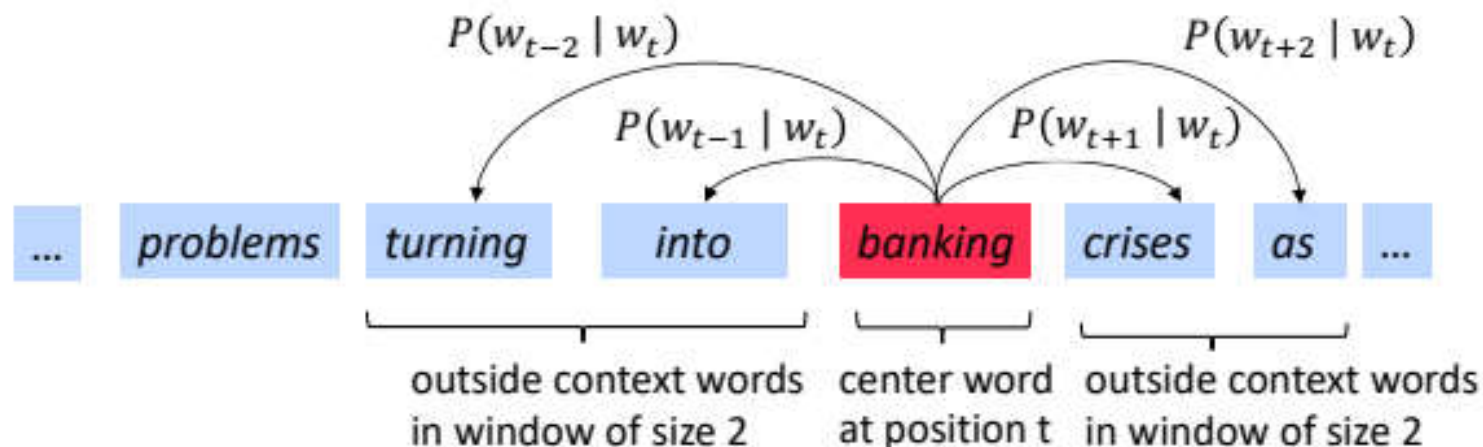 P(w_{t−2} | w_t) P(w_{t+2} | w_t)
P(w_{t−1} | w_t) P(w_{t+1} | w_t)
... problems turning into banking crises as ...
outside context words center word outside context words
in window of size 2 at position t in window of size 2